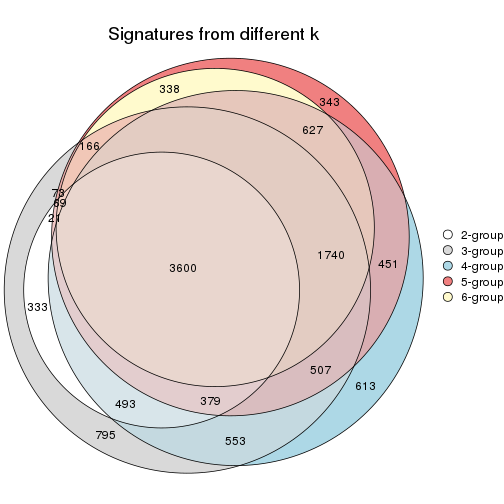 Signatures from different k
338
343
627
166
73
69
21
3600
1740
451
333
507
613
379
493
795
553
2-group
3-group
4-group
5-group
6-group